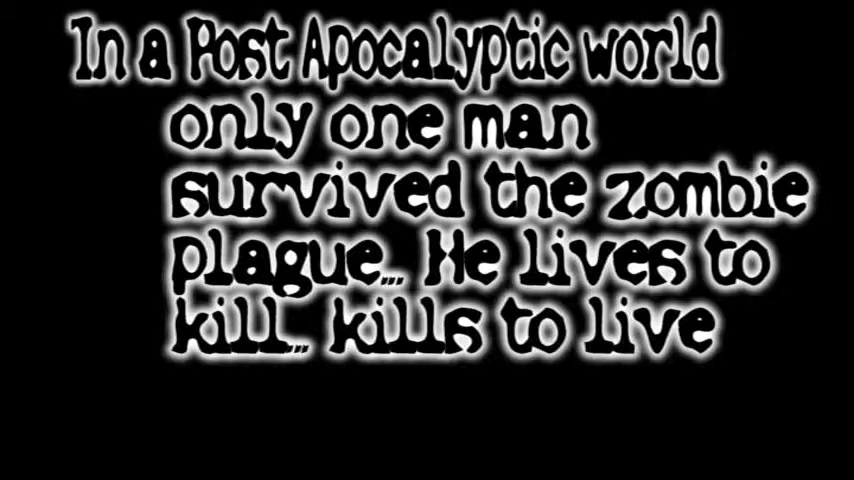 In a Post Apocalyptic world
only one man
survived the zombie
plague... He lives to
kill... kills to live